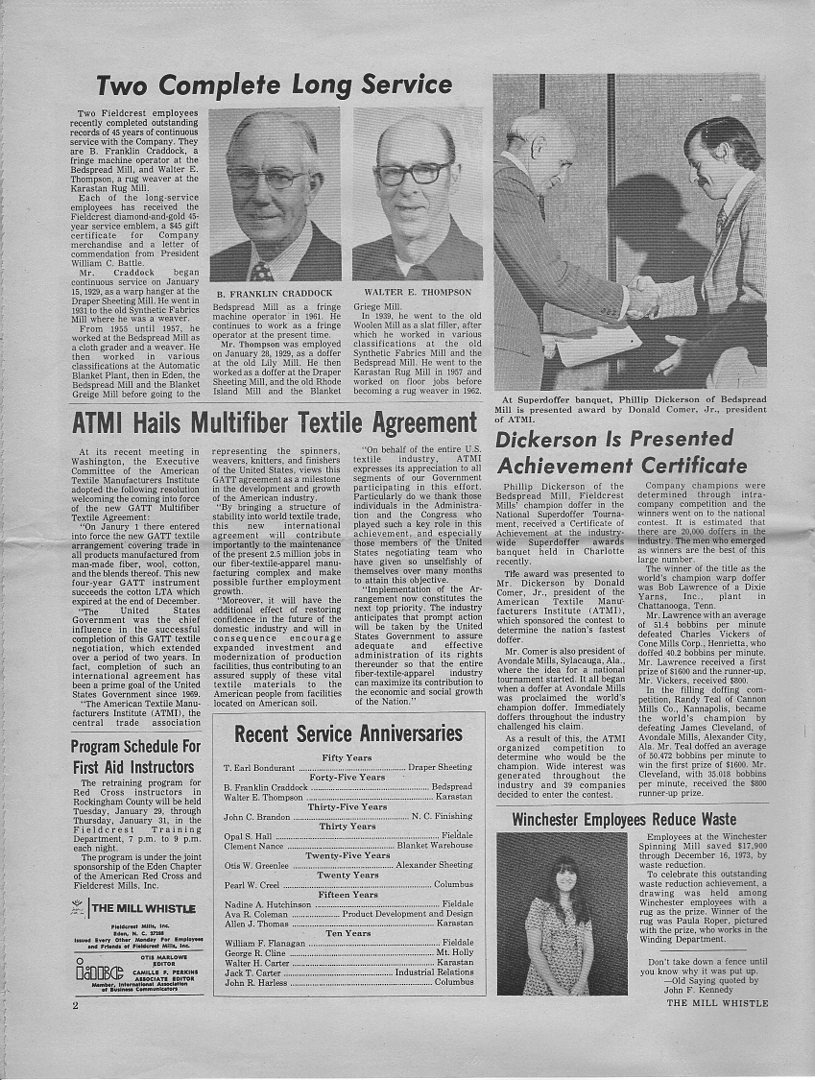 Two Complete Long Service
Two Fieldcrest employees
recently completed outstanding
records of 45 years of continuous
service with the Company. They
are B. Franklin Craddock, a
fringe machine operator at the
Bedspread Mill, and Walter E.
Thompson, a rug weaver at the
Karastan Rug Mill.
Each of the long-service
employees has received the
Fieldcrest diamond-and-gold 45-
year service emblem, a $45 gift
certificate for Company
merchandise and a letter of
commendation from President
William C. Battle.
Mr. Craddock began
continuous service on January
15, 1929, as a warp hanger at the
Draper Sheeting Mill. He went in
1931 to the old Synthetic Fabrics
Mill where he was a weaver.
From 1955 until 1957, he
worked at the Bedspread Mill as
a cloth grader and a weaver. He
then worked in various
classifications at the Automatic
Blanket Plant, then in Eden, the
Bedspread Mill and the Blanket
Greige Mill before going to the
B. FRANKLIN CRADDOCK
Bedspread Mill as a fringe
machine operator in 1961. He
continues to work as a fringe
operator at the present time.
Mr. Thompson was employed
on January 28, 1929, as a doffer
at the old Lily Mill. He then
worked as a doffer at the Draper
Sheeting Mill, and the old Rhode
Island Mill and the Blanket
WALTER E. THOMPSON
Griege Mill.
In 1939, he went to the old
Woolen Mill as a slat filler, after
which he worked in various
classifications at the old
Synthetic Fabrics Mill and the
Bedspread Mill. He went to the
Karastan Rug Mill in 1957 and
worked on floor jobs before
becoming a rug weaver in 1962.
At Superdoffer banquet, Phillip Dickerson of Bedspread
Mill is presented award by Donald Comer, Jr., president
of ATMI.
ATMI Hails Multifiber Textile Agreement
At its recent meeting in
Washington, the Executive
Committee of the American
Textile Manufacturers Institute
adopted the following resolution
welcoming the coming into force
of the new GATT Multifiber
Textile Agreement:
"On Janury 1 there entered
into force the new GATT textile
arrangement covering trade in
all products manufactured from
man-made fiber, wool, cotton,
and the blends thereof. This new
four-year GATT instrument
succeeds the cotton LTA which
expired at the end of December.
"The United States
Government was the chief
influence in the successful
completion of this GATT textile
negotiation, which extended
over a period of two years. In
fact, completion of such an
international agreement has
been a prime goal of the United
States Government since 1969.
"The American Textile Manu-
facturers Institute (ATMI), the
central trade association
representing the spinners,
weavers, knitters, and finishers
of the United States, views this
GATT agreement as a milestone
in the development and growth
of the American industry.
"By bringing a structure of
stability into world textile trade,
this new international
agreement will contribute
importantly to the maintenance
of the present 2.5 million jobs in
our fiber-textile-apparel manu-
facturing complex and make
possible further employment
growth.
"Moreover, it will have the
additional effect of restoring
confidence in the future of the
domestic industry and will in
consequence encourage
expanded investment and
modernization of production
facilities, thus contributing to an
assured supply of these vital
textile materials to the
American people from facilities
located on American soil.
"On behalf of the entire U.S.
textile industry, ATMI
expresses its appreciation to all
segments of our Government
participating in this effort.
Particularly do we thank those
individuals in the Administra-
tion and the Congress who
played such a key role in this
achievement, and especially
those members of the United
States negotiating team who
have given so unselfishly of
themselves over many months
to attain this objective.
"Implementation of the Ar-
rangement now constitutes the
next top priority. The industry
anticipates that prompt action
will be taken by the United
States Government to assure
adequate and effective
administration of its rights
thereunder so that the entire
fiber-textile-apparel industry
can maximize its contribution to
the economic and social growth
of the Nation."
Dickerson Is Presented
Achievement Certificate
Phillip Dickerson of the
Bedspread Mill, Fieldcrest
Mills' champion doffer in the
National Superdoffer Tourna-
ment, received a Certificate of
Achievement at the industry-
wide Superdoffer awards
banquet held in Charlotte
recently.
The award was presented to
Mr. Dickerson by Donald
Comer, Jr., president of the
American Textile Manu-
facturers Institute (ATMI)
which sponsored the contest to
determine the nation's fastest
doffer.
Mr. Comer is also president of
Avondale Mills, Sylacauga, Ala.,
where the idea for a national
tournament started. It all began
when a doffer at Avondale Mills
was proclaimed the world's
champion doffer. Immediately
doffers throughout the industry
challenged his claim.
As a result of this, the ATMI
organized competition to
determine who would be the
champion. Wide interest was
generated throughout the
industry and 39 companies
decided to enter the contest.
Company champions were
determined through intra-
company competition and the
winners went on to the national
contest. It is estimated that
there are 20,000 doffers in the
industry. The men who emerged
as winners are the best of this
large number.
The winner of the title as the
world's champion warp doffer
was Bob Lawrence of a Dixie
Yarns, Inc., plant in
Chattanooga, Tenn.
Mr. Lawrence with an average
of 51.4 bobbins per minute
defeated Charles Vickers of
Cone Mills Corp., Henrietta, who
doffed 40.2 bobbins per minute.
Mr. Lawrence received a first
prize of $1600 and the runner-up,
Mr. Vickers, received $800.
In the filling doffing com-
petition, Randy Teal of Cannon
Mills Co., Kannapolis, became
the world's champion by
defeating James Cleveland, of
Avondale Mills, Alexander City,
Ala. Mr. Teal doffed an average
of 50.472 bobbins per minute to
win the first prize of $1600. Mr.
Cleveland, with 35.018 bobbins
per minute, received the $800
runner-up prize.
Program Schedule For
First Aid Instructors
The retraining program for
Red Cross instructors in
Rockingham County will be held
Tuesday, January 29, through
Thursday, January 31, in the
Fieldcrest Training
Department, 7 p.m. to 9 p.m.
each night.
The program is under the joint
sponsorship of the Eden Chapter
of the American Red Cross and
Fieldcrest Mills, Inc.
THE MILL WHISTLE
Fieldcrest Mills, Inc.
Eden, N. C. 27288
Issued Every Other Monday For Employees
and Friends of Fieldcrest Mills, Inc.
OTIS MARLOWE
EDITOR
CAMILLE P. PERKINS
ASSOCIATE EDITOR
Member, International Association
of Business Communicators
Recent Service Anniversaries
Fifty Years
T. Earl Bondurant ........ Draper Sheeting
Forty-Five Years
B. Franklin Craddock ........ Bedspread
Walter E. Thompson ........ Karastan
Thirty-Five Years
John C. Brandon ........ N. C. Finishing
Thirty Years
Opal S. Hall ........ Fieldale
Clement Nance ........ Blanket Warehouse
Twenty-Five Years
Otis W. Greenlee ........ Alexander Sheeting
Twenty Years
Pearl W. Creel ........ Columbus
Fifteen Years
Nadine A. Hutchinson ........ Fieldale
Ava R. Coleman ........ Product Development and Design
Allen J. Thomas ........ Karastan
Ten Years
William F. Flanagan ........ Fieldale
George R. Cline ........ Mt. Holly
Walter H. Carter ........ Karastan
Jack T. Carter ........ Industrial Relations
John R. Harless ........ Columbus
Winchester Employees Reduce Waste
Employees at the Winchester
Spinning Mill saved $17,900
through December 16, 1973, by
waste reduction.
To celebrate this outstanding
waste reduction achievement, a
drawing was held among
Winchester employees with a
rug as the prize. Winner of the
rug was Paula Roper, pictured
with the prize, who works in the
Winding Department.
Don't take down a fence until
you know why it was put up.
—Old Saying quoted by
John F. Kennedy
2
THE MILL WHISTLE